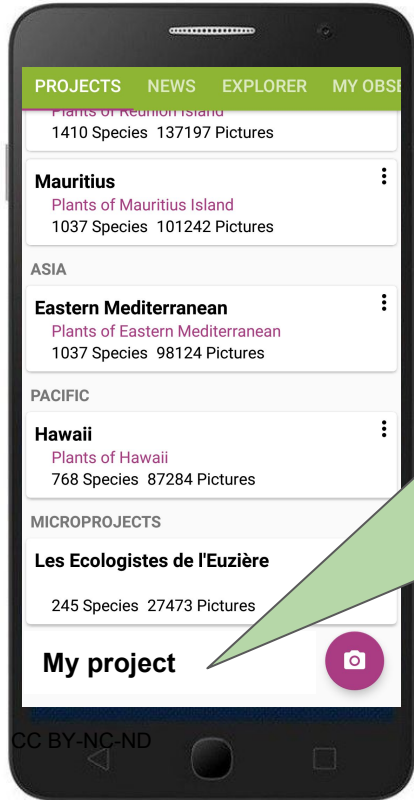 PROJECTS NEWS EXPLORER MY OBSE
Plants of Reunion Island
1410 Species 137197 Pictures
Mauritius
Plants of Mauritius Island
1037 Species 101242 Pictures
ASIA
Eastern Mediterranean
Plants of Eastern Mediterranean
1037 Species 98124 Pictures
PACIFIC
Hawaii
Plants of Hawaii
768 Species 87284 Pictures
MICROPROJECTS
Les Ecologistes de l'Euzière
245 Species 27473 Pictures
My project
CC BY-NC-ND